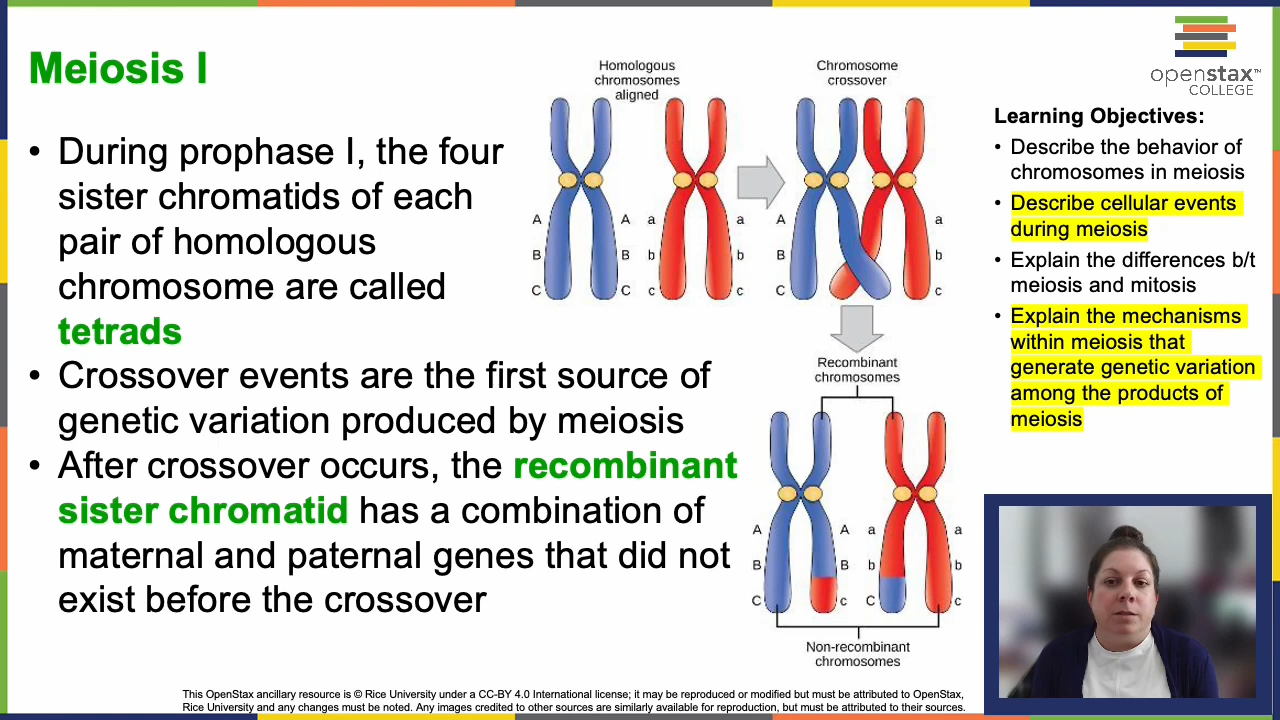 Meiosis I
• During prophase I, the four
sister chromatids of each
pair of homologous
chromosome are called
tetrads
• Crossover events are the first source of
genetic variation produced by meiosis
• After crossover occurs, the recombinant
sister chromatid has a combination of
maternal and paternal genes that did not
exist before the crossover
Homologous
chromosomes
aligned
Chromosome
crossover
A A a a A a
B B b b B b
C C c c C c
Recombinant
chromosomes
A A a a
B B b b
C c C c
Non-recombinant
chromosomes
openstax™
COLLEGE
Learning Objectives:
• Describe the behavior of
chromosomes in meiosis
• Describe cellular events
during meiosis
• Explain the differences b/t
meiosis and mitosis
• Explain the mechanisms
within meiosis that
generate genetic variation
among the products of
meiosis
This OpenStax ancillary resource is © Rice University under a CC-BY 4.0 International license; it may be reproduced or modified but must be attributed to OpenStax,
Rice University and any changes must be noted. Any images credited to other sources are similarly available for reproduction, but must be attributed to their sources.